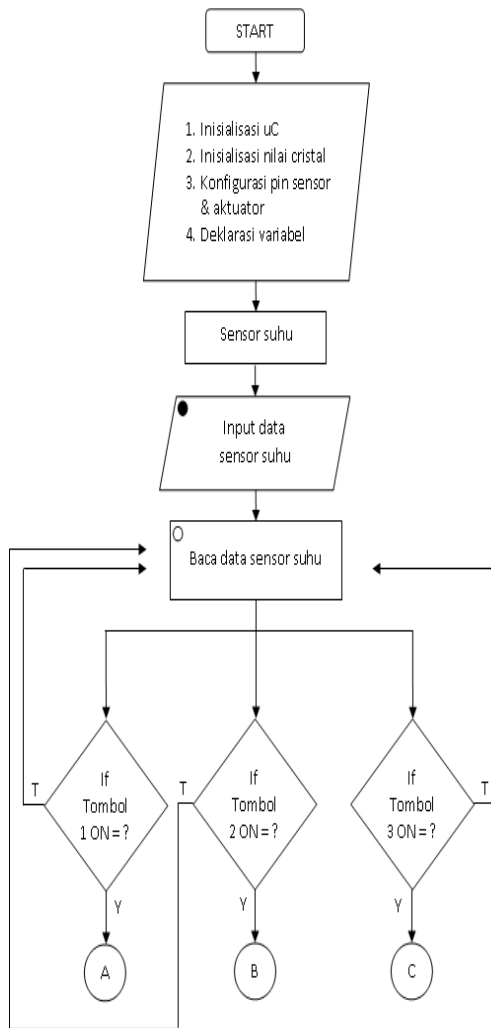 START
1. Inisialisasi uC
2. Inisialisasi nilai cristal
3. Konfigurasi pin sensor
& aktuator
4. Deklarasi variabel
Sensor suhu
Input data
sensor suhu
Baca data sensor suhu
T
If
Tombol
1 ON = ?
Y
A
T
If
Tombol
2 ON = ?
Y
B
If
Tombol
3 ON = ?
T
Y
C